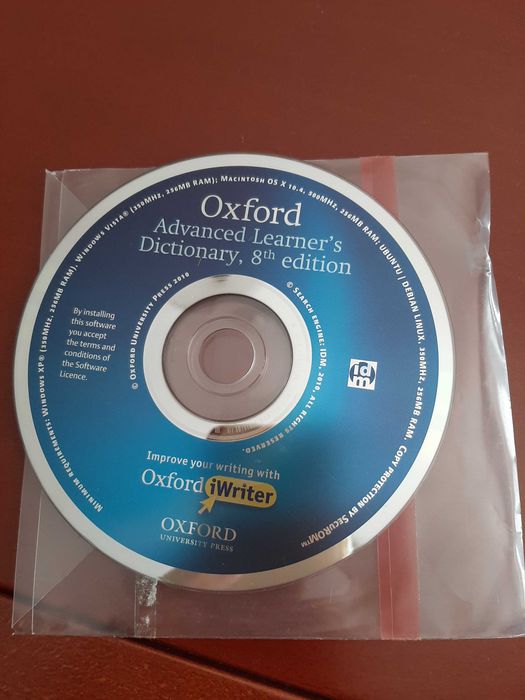 Oxford
Advanced Learner's
Dictionary, 8th edition
Minimum requirements: Windows XP® (350MHz, 256MB RAM), Windows Vista® (350MHz, 256MB RAM); Macintosh OS X 10.4, 500MHz, 256MB RAM, Ubuntu | Debian Linux, 350MHz, 256MB RAM. Copy protection by SecuROM™
By installing
this software
you accept
the terms and
conditions of
the Software
Licence.
© Oxford University Press 2010
© Search engine: IDM, 2010, All rights reserved.
idm
Improve your writing with
Oxford iWriter
OXFORD
UNIVERSITY PRESS